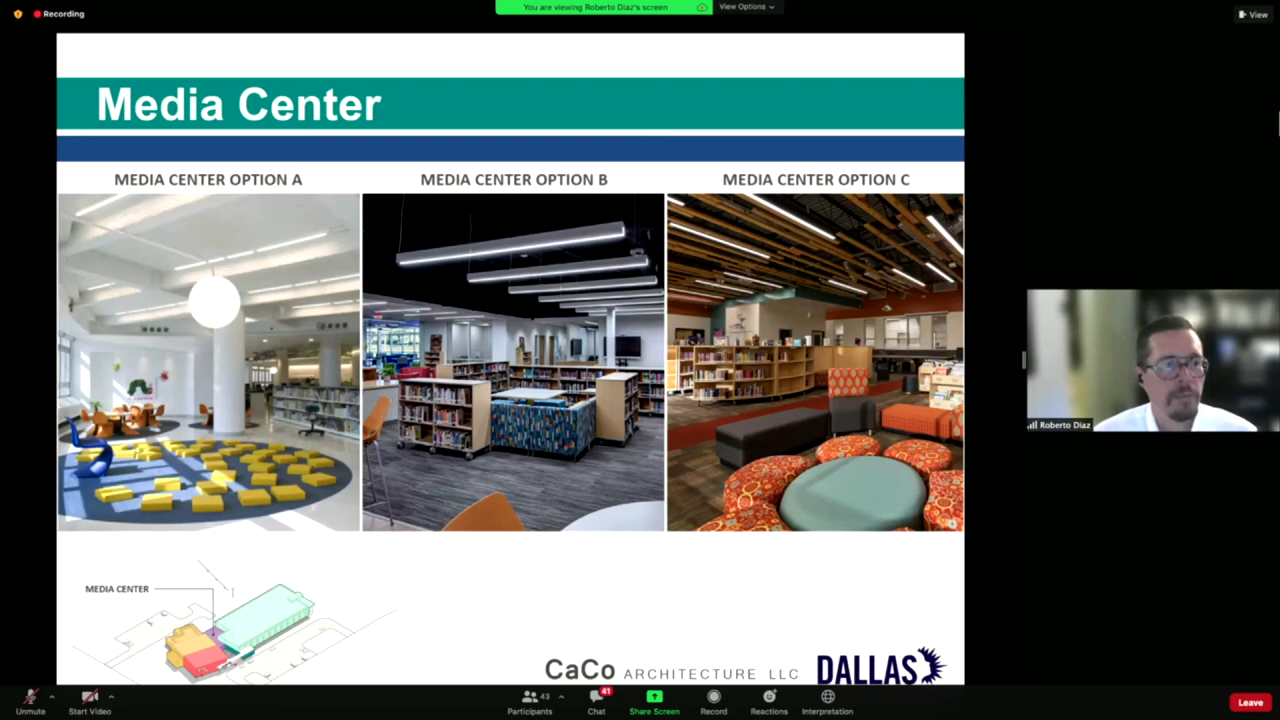 Recording
You are viewing Roberto Diaz's screen
View Options
View
Media Center
MEDIA CENTER OPTION A
MEDIA CENTER OPTION B
MEDIA CENTER OPTION C
Roberto Diaz
MEDIA CENTER
CaCo ARCHITECTURE LLC
DALLAS
Unmute
Start Video
43
Participants
41
Chat
Share Screen
Record
Reactions
Interpretation
Leave